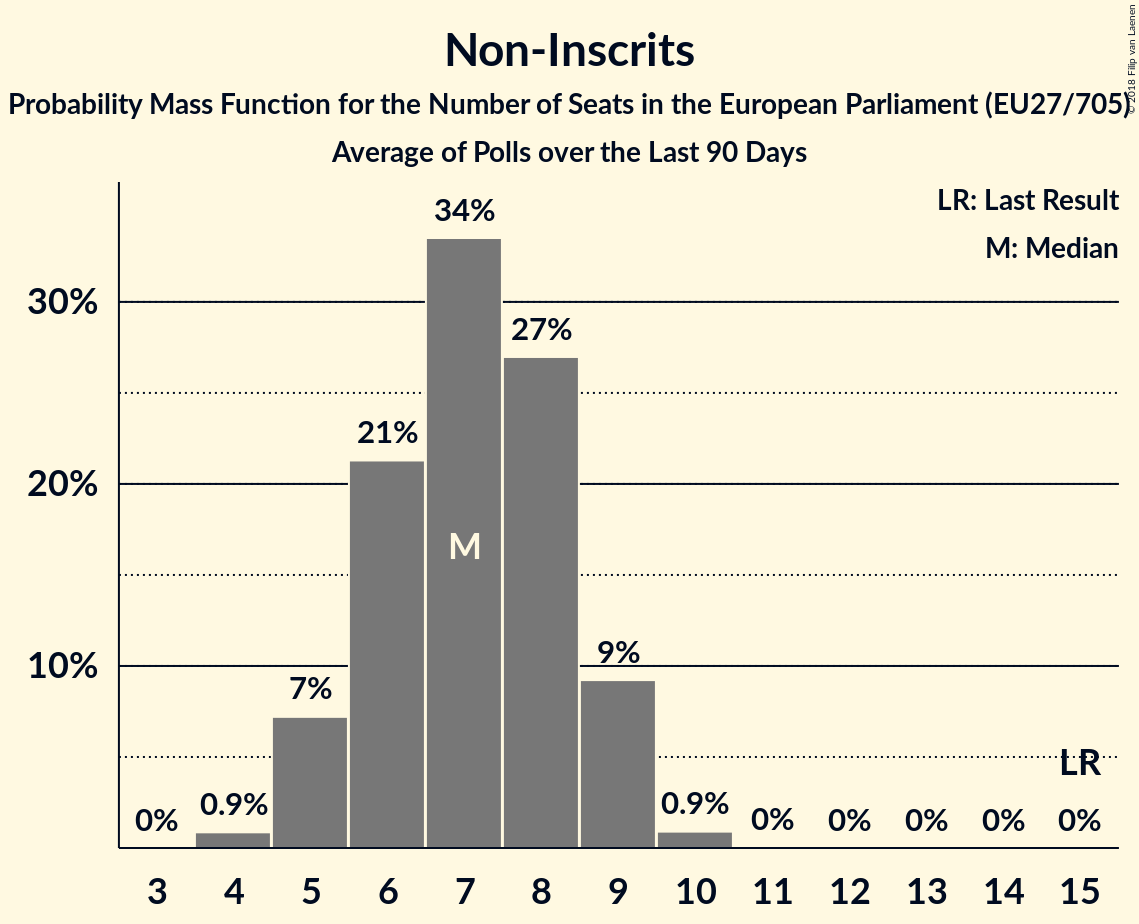 Non-Inscrits
Probability Mass Function for the Number of Seats in the European Parliament (EU27/705)
Average of Polls over the Last 90 Days
© 2018 Filip van Laenen
LR: Last Result
M: Median
34%
30%
27%
21%
20%
M
10%
9%
7%
LR
0% 0.9% 0.9% 0% 0% 0% 0% 0%
3 4 5 6 7 8 9 10 11 12 13 14 15